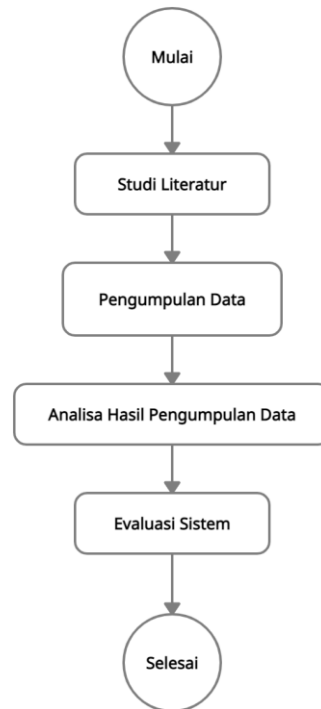 Mulai
Studi Literatur
Pengumpulan Data
Analisa Hasil Pengumpulan Data
Evaluasi Sistem
Selesai